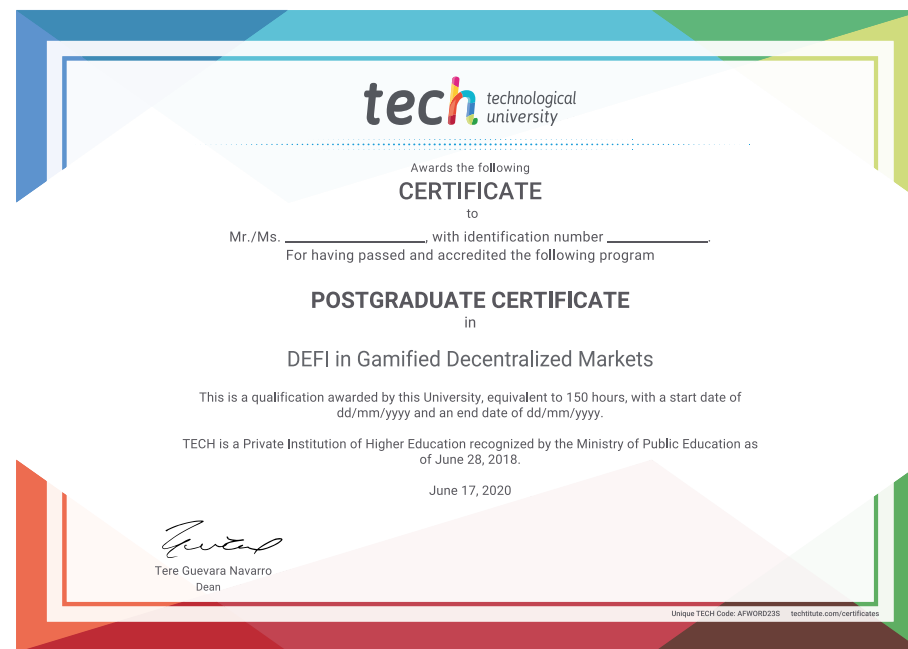 tech technological
university
Awards the following
CERTIFICATE
to
Mr./Ms. ____________________, with identification number ______________.
For having passed and accredited the following program
POSTGRADUATE CERTIFICATE
in
DEFI in Gamified Decentralized Markets
This is a qualification awarded by this University, equivalent to 150 hours, with a start date of
dd/mm/yyyy and an end date of dd/mm/yyyy.
TECH is a Private Institution of Higher Education recognized by the Ministry of Public Education as
of June 28, 2018.
June 17, 2020
Tere Guevara Navarro
Dean
Unique TECH Code: AFWORD23S techtitute.com/certificates